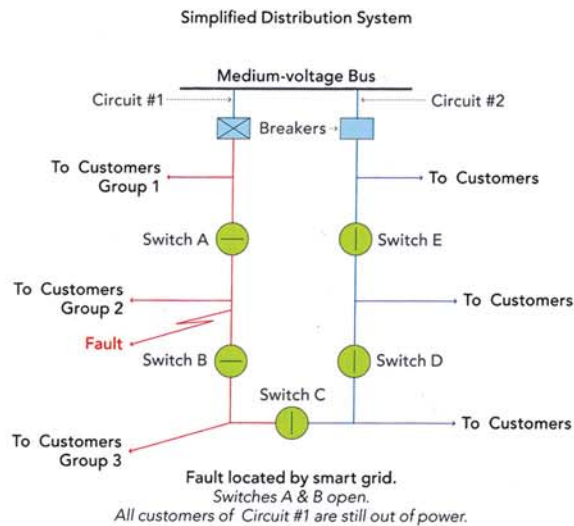 Simplified Distribution System
Medium-voltage Bus
Circuit #1
Circuit #2
Breakers
To Customers
Group 1
To Customers
Switch A
Switch E
To Customers
Group 2
To Customers
Fault
Switch B
Switch D
Switch C
To Customers
To Customers
Group 3
Fault located by smart grid.
Switches A & B open.
All customers of Circuit #1 are still out of power.